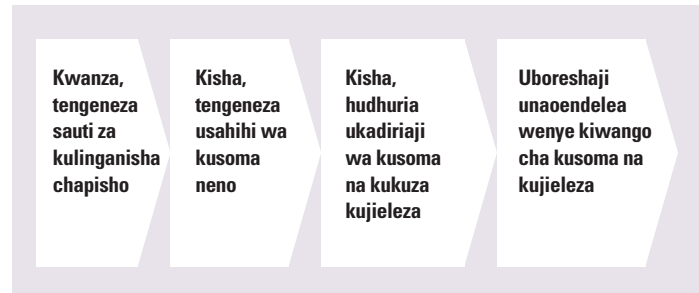 Kwanza,
tengeneza
sauti za
kulinganisha
chapisho
Kisha,
tengeneza
usahihi wa
kusoma
neno
Kisha,
hudhuria
ukadiriaji
wa kusoma
na kukuza
kujieleza
Uboreshaji
unaoendelea
wenye kiwango
cha kusoma na
kujieleza